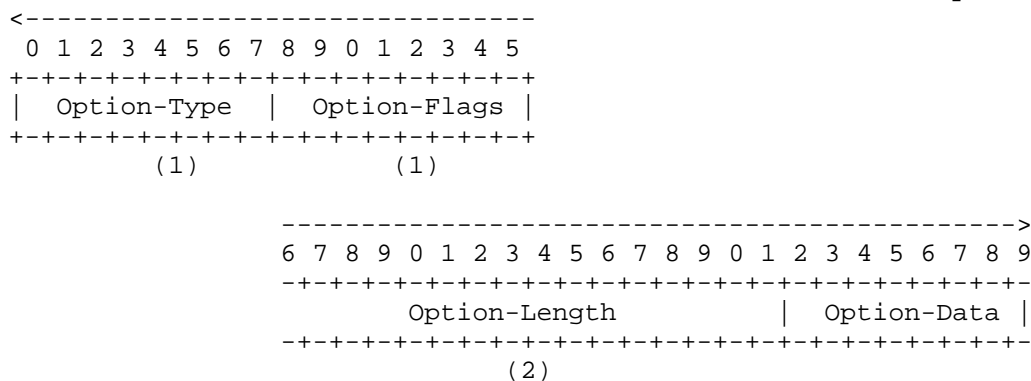 <--------------------------------
 0 1 2 3 4 5 6 7 8 9 0 1 2 3 4 5
+-+-+-+-+-+-+-+-+-+-+-+-+-+-+-+-+
|  Option-Type  |  Option-Flags |
+-+-+-+-+-+-+-+-+-+-+-+-+-+-+-+-+
         (1)            (1)
---------------------------------------------->
6 7 8 9 0 1 2 3 4 5 6 7 8 9 0 1 2 3 4 5 6 7 8 9
-+-+-+-+-+-+-+-+-+-+-+-+-+-+-+-+-+-+-+-+-+-+-+-
        Option-Length          |  Option-Data |
-+-+-+-+-+-+-+-+-+-+-+-+-+-+-+-+-+-+-+-+-+-+-+-
              (2)